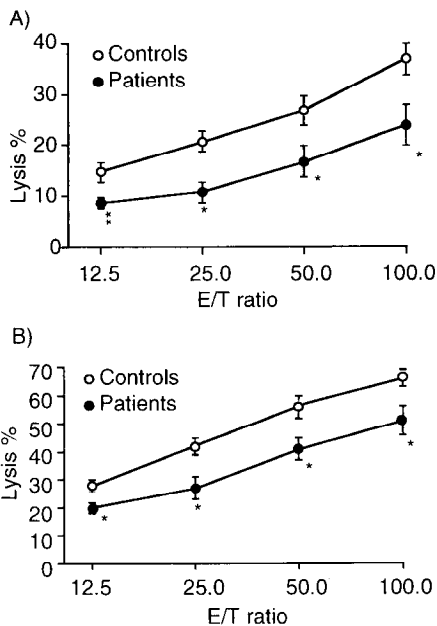 A)
40
30
20
10
0
Lysis %
Controls
Patients
**
*
*
*
12.5 25.0 50.0 100.0
E/T ratio
B)
70
60
50
40
30
20
10
0
Lysis %
Controls
Patients
*
*
*
*
12.5 25.0 50.0 100.0
E/T ratio